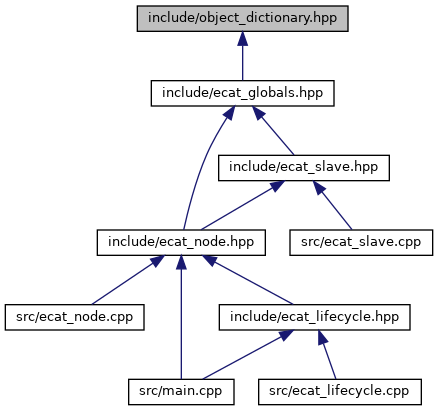 include/object_dictionary.hpp
include/ecat_globals.hpp
include/ecat_slave.hpp
include/ecat_node.hpp
src/ecat_slave.cpp
src/ecat_node.cpp
include/ecat_lifecycle.hpp
src/main.cpp
src/ecat_lifecycle.cpp